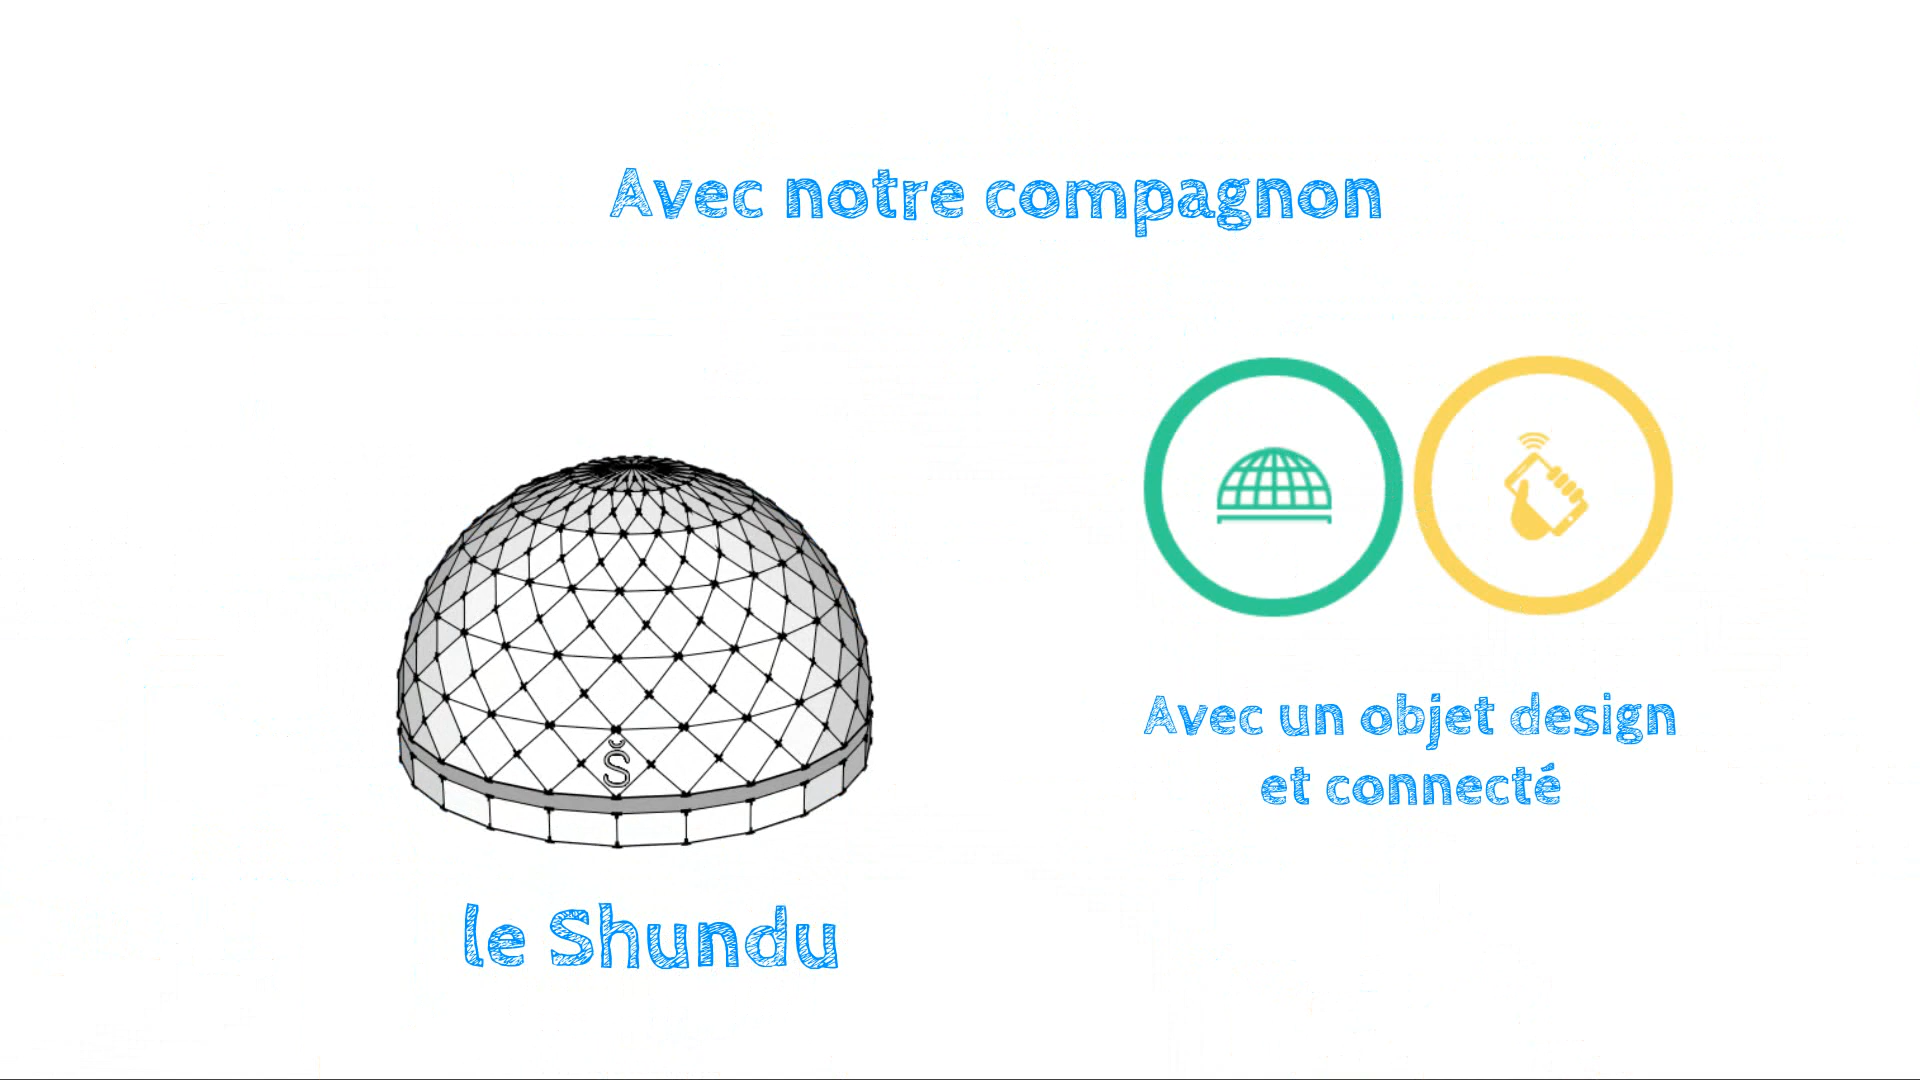 Avec notre compagnon
Š
le Shundu
Avec un objet design
et connecté